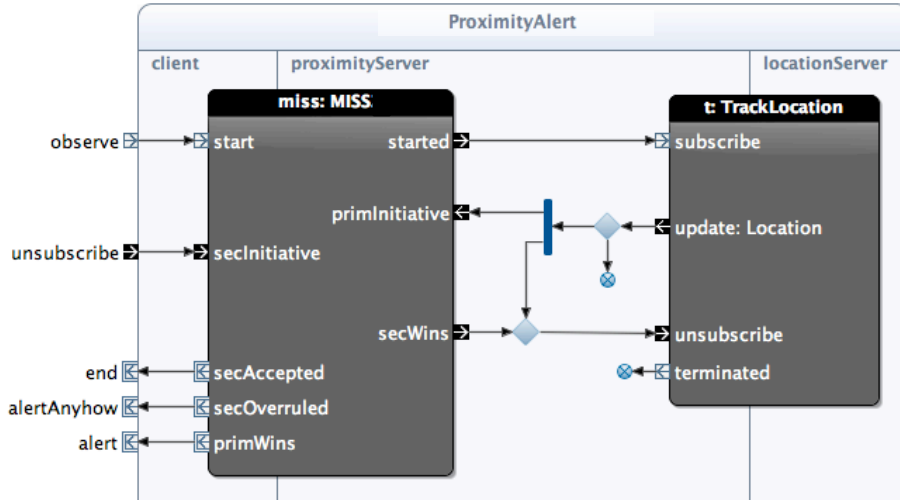 ProximityAlert
client
proximityServer
locationServer
miss: MISS
t: TrackLocation
observe
start
started
subscribe
primInitiative
update: Location
unsubscribe
secInitiative
secWins
unsubscribe
end
secAccepted
terminated
alertAnyhow
secOverruled
alert
primWins